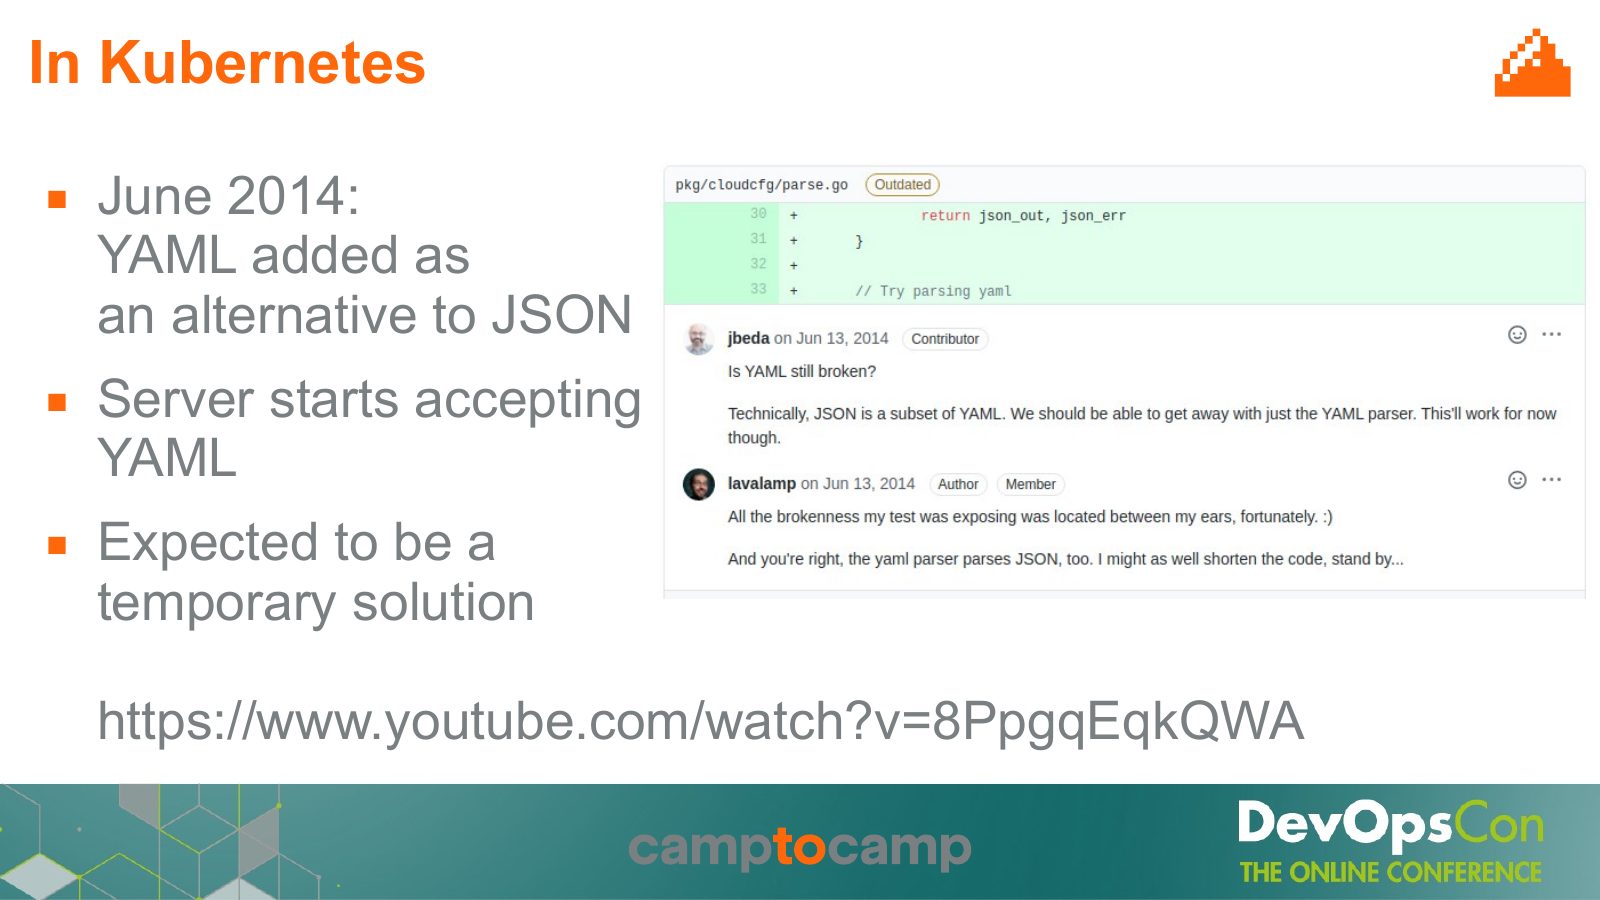 In Kubernetes
June 2014:
YAML added as
an alternative to JSON
Server starts accepting
YAML
Expected to be a
temporary solution
https://www.youtube.com/watch?v=8PpgqEqkQWA
pkg/cloudcfg/parse.go Outdated
30 + return json_out, json_err
31 + }
32 +
33 + // Try parsing yaml
jbeda on Jun 13, 2014 Contributor
Is YAML still broken?
Technically, JSON is a subset of YAML. We should be able to get away with just the YAML parser. This'll work for now
though.
lavalamp on Jun 13, 2014 Author Member
All the brokenness my test was exposing was located between my ears, fortunately. :)
And you're right, the yaml parser parses JSON, too. I might as well shorten the code, stand by...
camptocamp
DevOpsCon
THE ONLINE CONFERENCE